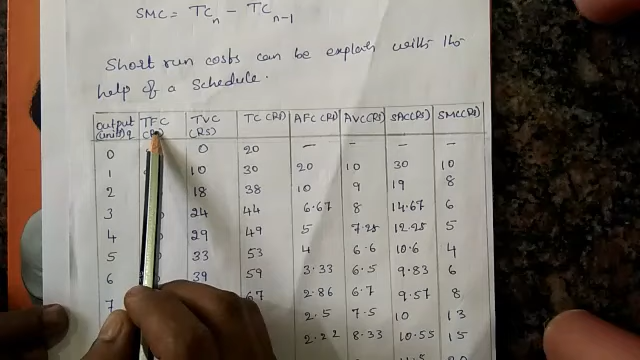 SMC = TCn - TCn-1
Short run costs can be explain with the
help of a Schedule.
Output (units) q TFC (Rs) TVC (RS) TC (Rs) AFC (Rs) AVC (Rs) SAC (Rs) SMC (Rs)
0 0 20 — — — —
1 10 30 20 10 30 10
2 18 38 10 9 19 8
3 24 44 6.67 8 14.67 6
4 29 49 5 7.25 12.25 5
5 33 53 4 6.6 10.6 4
6 39 59 3.33 6.5 9.83 6
7 67 2.86 6.7 9.57 8
2.5 7.5 10 13
2.22 8.33 10.55 15